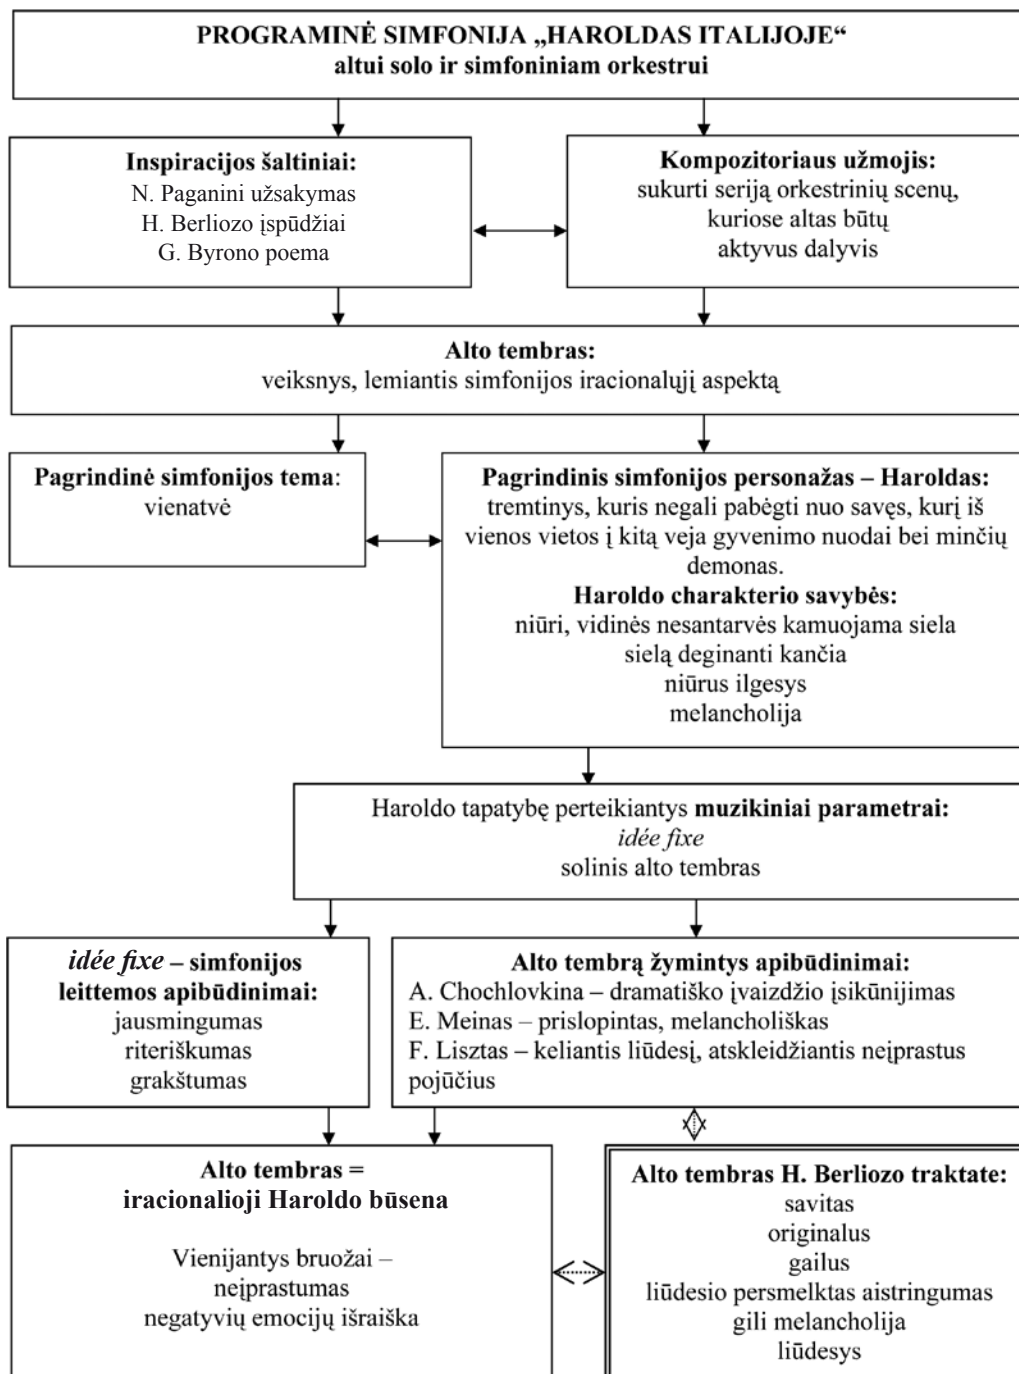 PROGRAMINĖ SIMFONIJA „HAROLDAS ITALIJOJE“
altui solo ir simfoniniam orkestrui
Inspiracijos šaltiniai:
N. Paganini užsakymas
H. Berliozo įspūdžiai
G. Byrono poema
Kompozitoriaus užmojis:
sukurti seriją orkestrinių scenų,
kuriose altas būtų
aktyvus dalyvis
Alto tembras:
veiksnys, lemiantis simfonijos iracionalųjį aspektą
Pagrindinė simfonijos tema:
vienatvė
Pagrindinis simfonijos personažas – Haroldas:
tremtinys, kuris negali pabėgti nuo savęs, kurį iš
vienos vietos į kitą veja gyvenimo nuodai bei minčių
demonas.
Haroldo charakterio savybės:
niūri, vidinės nesantarvės kamuojama siela
sielą deginanti kančia
niūrus ilgesys
melancholija
Haroldo tapatybę perteikiantys muzikiniai parametrai:
idée fixe
solinis alto tembras
idée fixe – simfonijos
leittemos apibūdinimai:
jausmingumas
riteriškumas
grakštumas
Alto tembrą žymintys apibūdinimai:
A. Chochlovkina – dramatiško įvaizdžio įsikūnijimas
E. Meinas – prislopintas, melancholiškas
F. Lisztas – keliantis liūdesį, atskleidžiantis neįprastus
pojūčius
Alto tembras =
iracionalioji Haroldo būsena
Vienijantys bruožai –
neįprastumas
negatyvių emocijų išraiška
Alto tembras H. Berliozo traktate:
savitas
originalus
gailus
liūdesio persmelktas aistringumas
gili melancholija
liūdesys